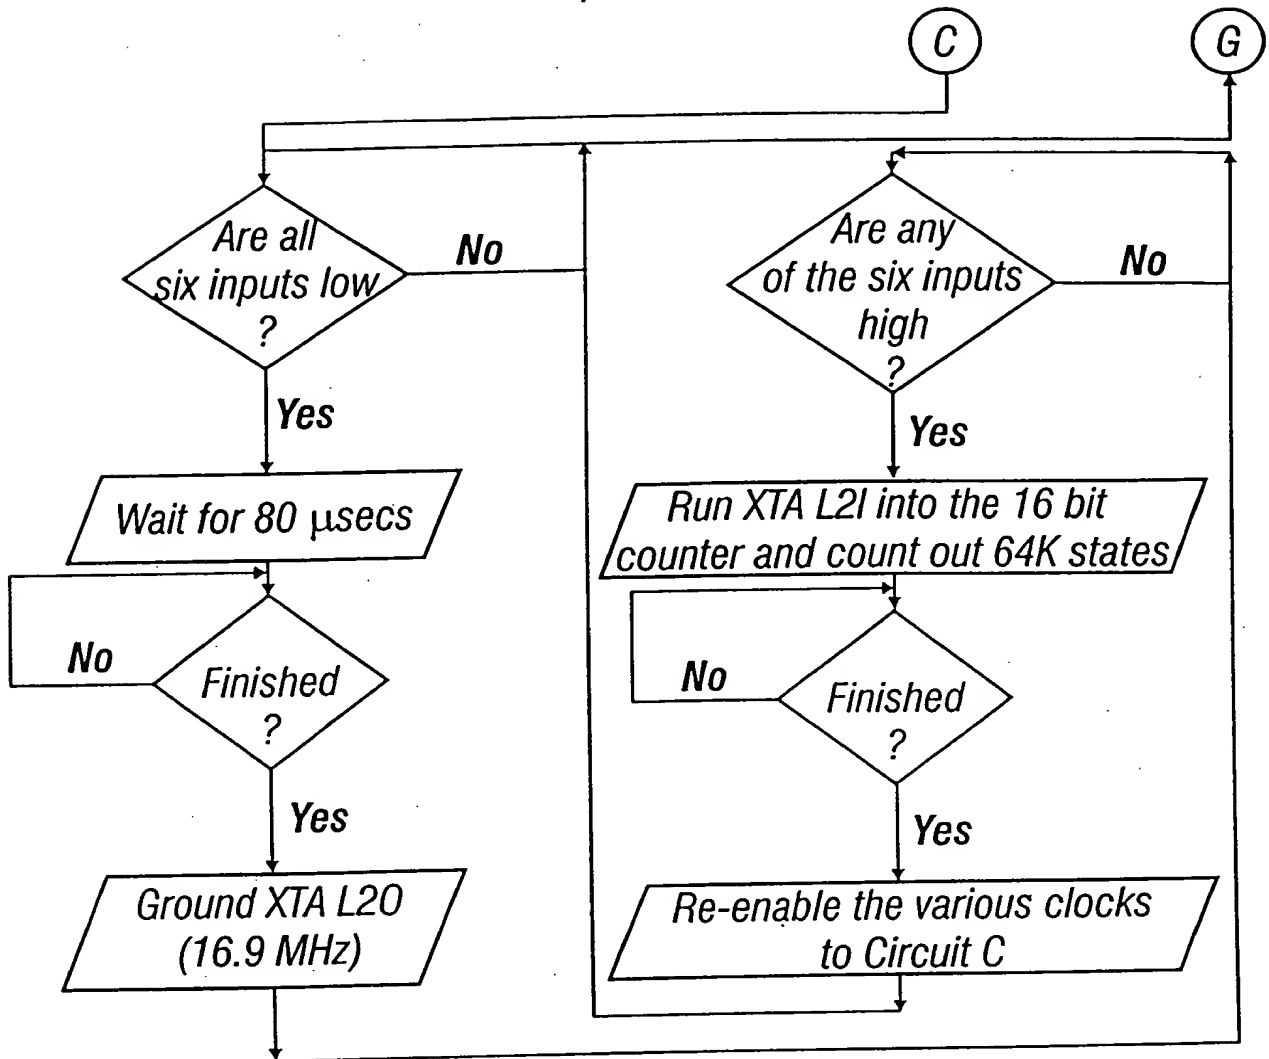 C
G
Are all
six inputs low
?
No
Yes
Wait for 80 μsecs
No
Finished
?
Yes
Ground XTA L2O
(16.9 MHz)
Are any
of the six inputs
high
?
No
Yes
Run XTA L2I into the 16 bit
counter and count out 64K states
No
Finished
?
Yes
Re-enable the various clocks
to Circuit C